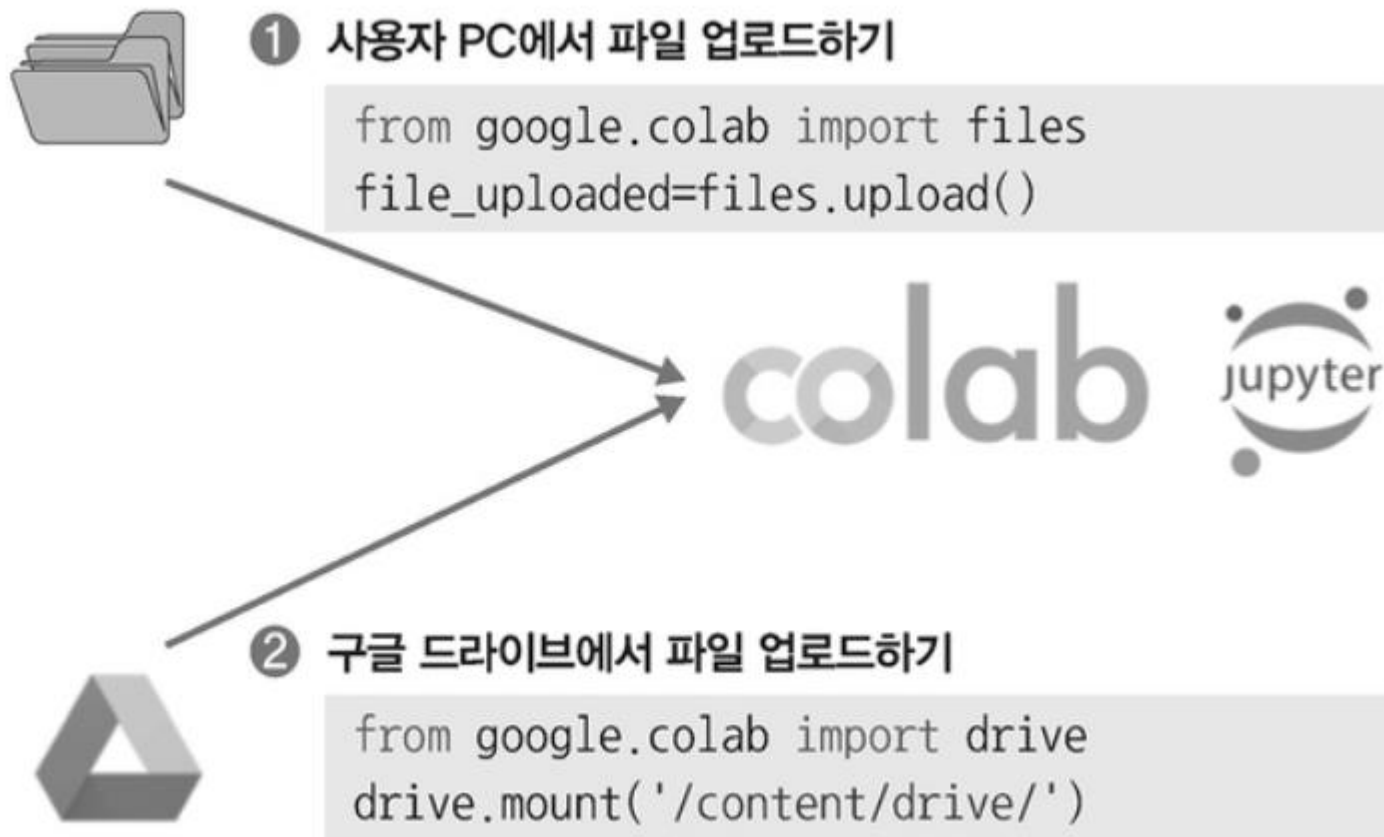 ❶ 사용자 PC에서 파일 업로드하기
from google.colab import files
file_uploaded=files.upload()
colab
jupyter
❷ 구글 드라이브에서 파일 업로드하기
from google.colab import drive
drive.mount('/content/drive/')